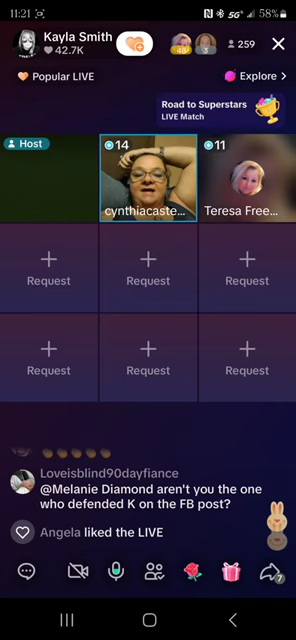 11:21
5G
58%
Kayla Smith
42.7K
3
259
Popular LIVE
Explore >
Road to Superstars
LIVE Match
Host
14
11
cynthiacaste...
Teresa Free...
+ + +
Request Request Request
+ + +
Request Request Request
Loveisblind90dayfiance
@Melanie Diamond aren't you the one
who defended K on the FB post?
Angela liked the LIVE
7